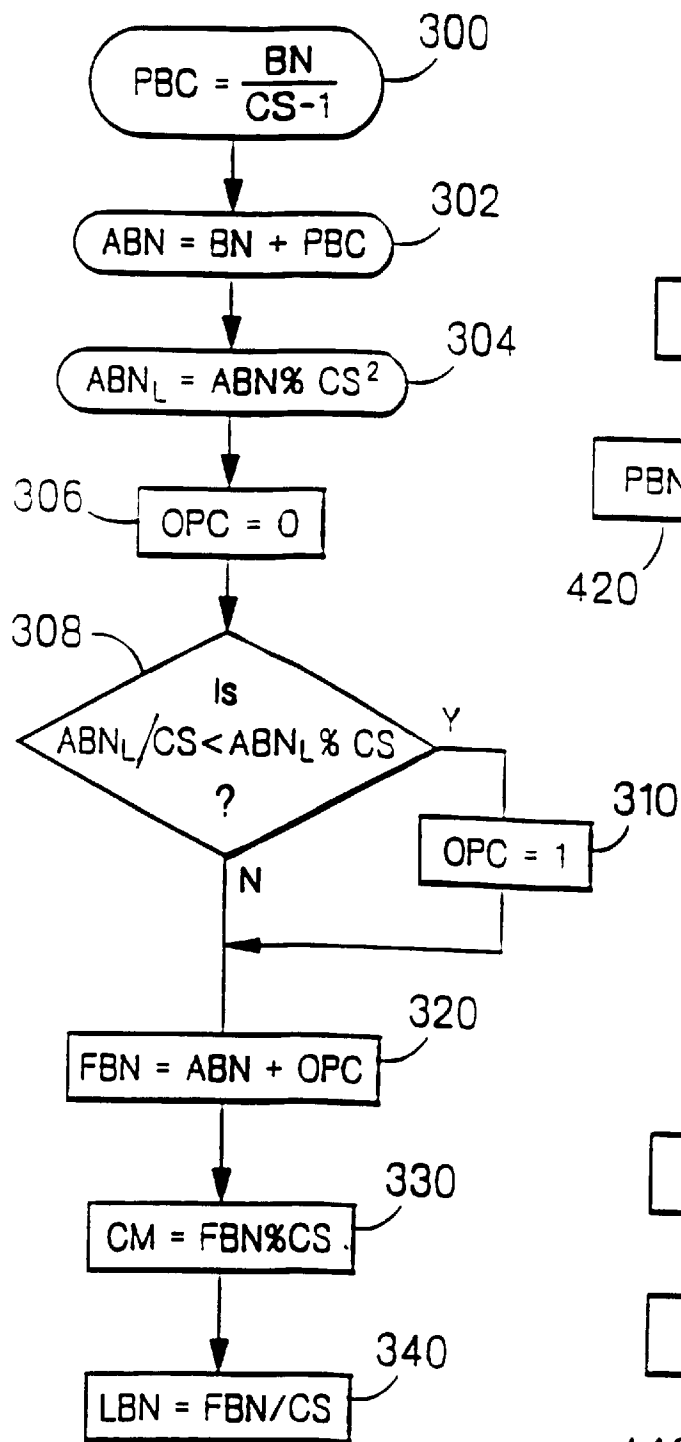 300
PBC = BN
CS-1
302
ABN = BN + PBC
304
ABN_L = ABN% CS²
306
OPC = 0
PBN
420
308
Is
ABN_L/CS<ABN_L% CS
?
Y
N
310
OPC = 1
320
FBN = ABN + OPC
330
CM = FBN%CS
340
LBN = FBN/CS